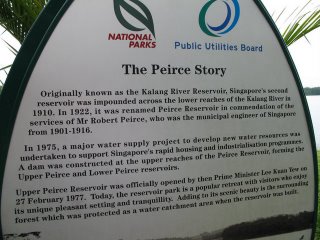 NATIONAL
PARKS
Public Utilities Board
The Peirce Story
Originally known as the Kalang River Reservoir, Singapore's second
reservoir was impounded across the lower reaches of the Kalang River in
1910. In 1922, it was renamed Peirce Reservoir in commendation of the
services of Mr Robert Peirce, who was the municipal engineer of Singapore
from 1901-1916.
In 1975, a major water supply project to develop new water resources was
undertaken to support Singapore's rapid housing and industrialisation programmes.
A dam was constructed at the upper reaches of the Peirce Reservoir, forming the
Upper Peirce and Lower Peirce reservoirs.
Upper Peirce Reservoir was officially opened by then Prime Minister Lee Kuan Yew on
27 February 1977. Today, the reservoir park is a popular retreat with visitors who enjoy
its unique pleasant setting and tranquillity. Adding to its scenic beauty is the surrounding
forest which was protected as a water catchment area when the reservoir was built.